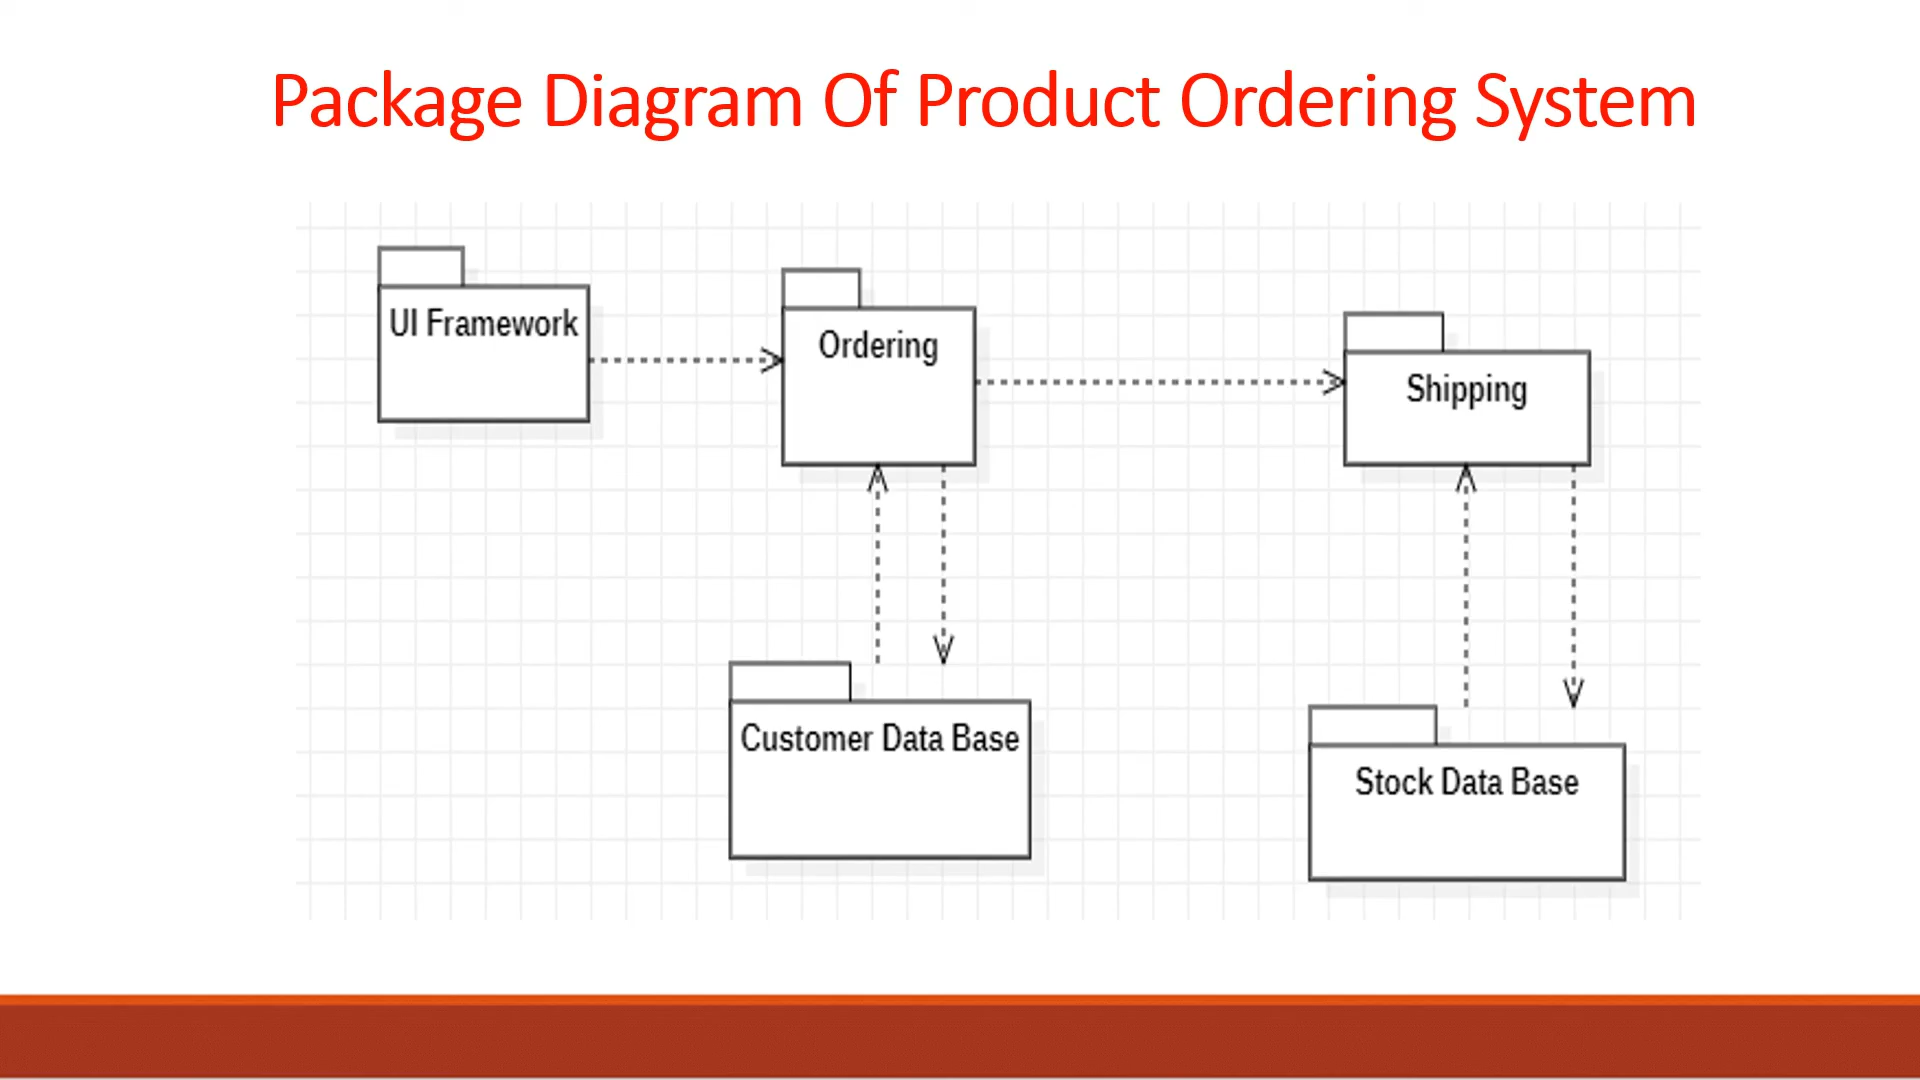 Package Diagram Of Product Ordering System
UI Framework
Ordering
Shipping
Customer Data Base
Stock Data Base